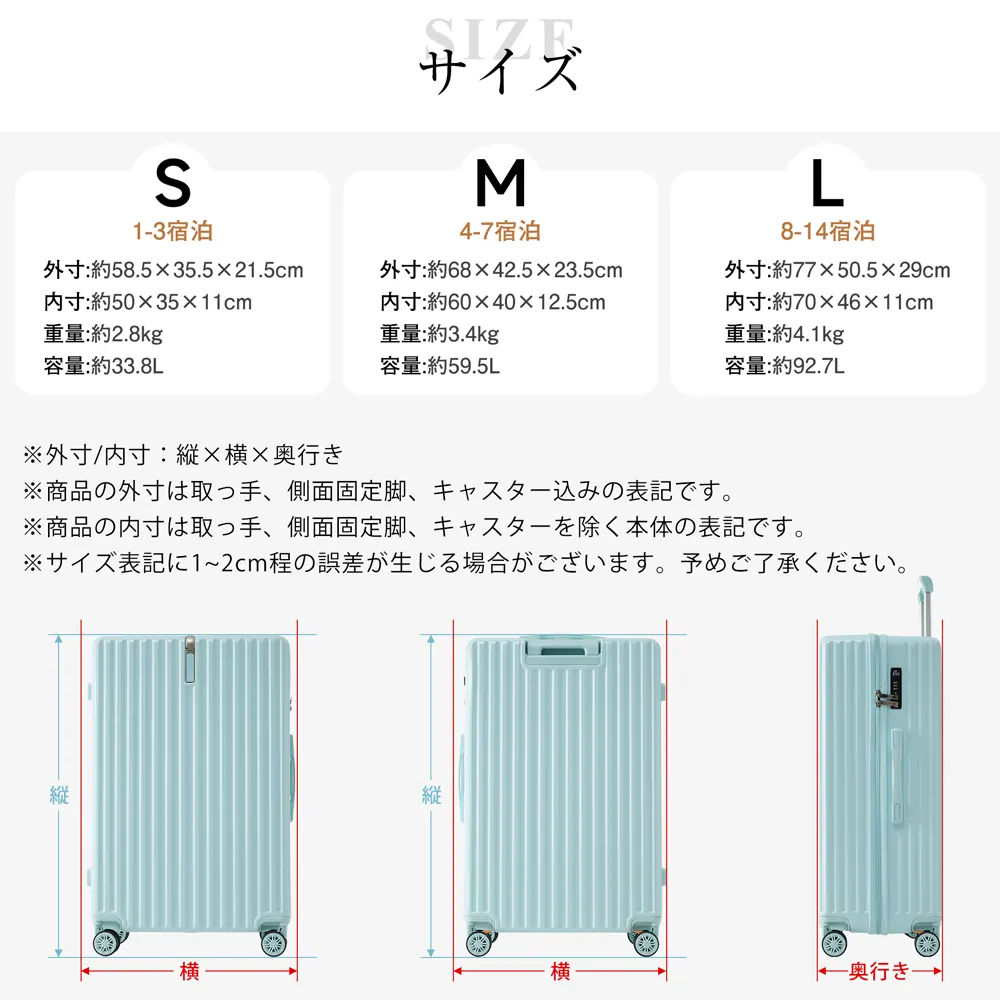 SIZE
サイズ
S
1-3宿泊
外寸:約58.5×35.5×21.5cm
内寸:約50×35×11cm
重量:約2.8kg
容量:約33.8L
M
4-7宿泊
外寸:約68×42.5×23.5cm
内寸:約60×40×12.5cm
重量:約3.4kg
容量:約59.5L
L
8-14宿泊
外寸:約77×50.5×29cm
内寸:約70×46×11cm
重量:約4.1kg
容量:約92.7L
※外寸/内寸：縦×横×奥行き
※商品の外寸は取っ手、側面固定脚、キャスター込みの表記です。
※商品の内寸は取っ手、側面固定脚、キャスターを除く本体の表記です。
※サイズ表記に1~2cm程の誤差が生じる場合がございます。予めご了承ください。
縦
横
縦
横
奥行き